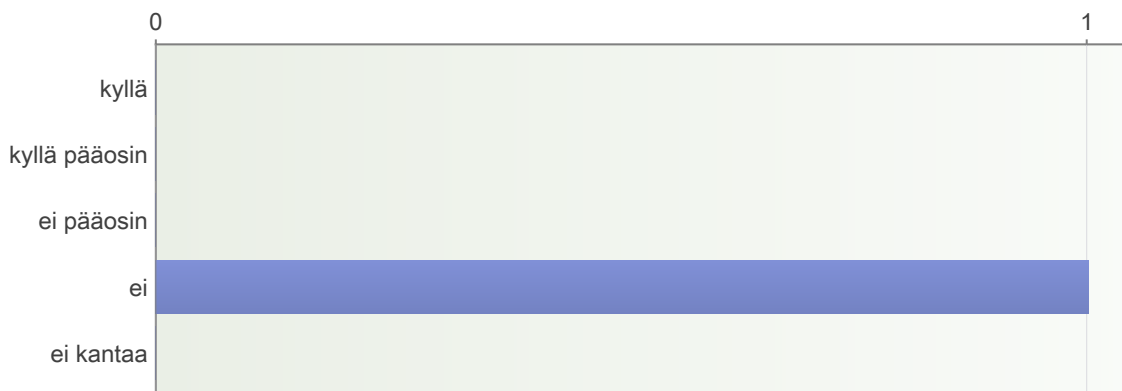 0 1
kyllä
kyllä pääosin
ei pääosin
ei
ei kantaa